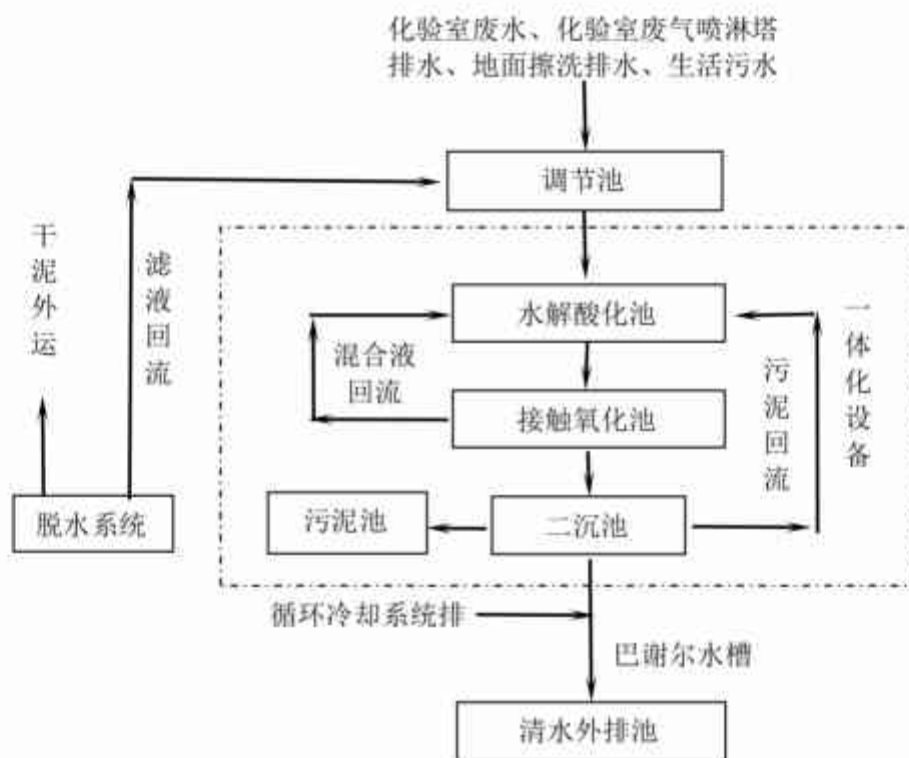 化验室废水、化验室废气喷淋塔
排水、地面擦洗排水、生活污水
调节池
干泥外运
滤液回流
水解酸化池
混合液
回流
接触氧化池
污泥回流
一体化设备
脱水系统
污泥池
二沉池
循环冷却系统排
巴谢尔水槽
清水外排池